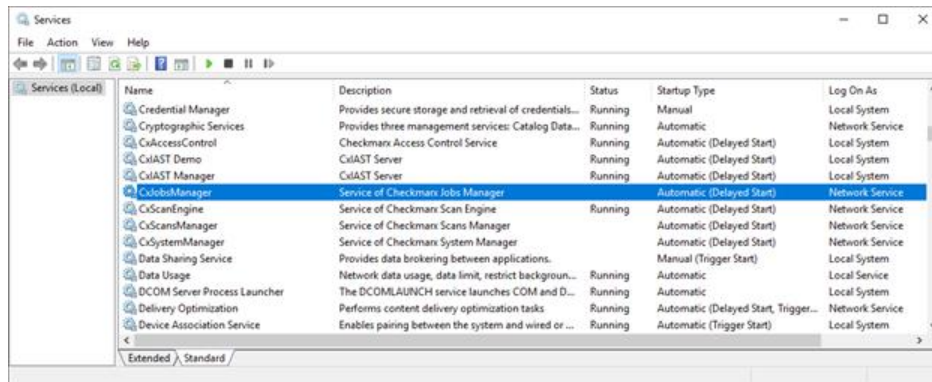 Services
File Action View Help
Services (Local)
Name Description Status Startup Type Log On As
Credential Manager Provides secure storage and retrieval of credentials... Running Manual Local System
Cryptographic Services Provides three management services: Catalog Data... Running Automatic Network Service
CxAccessControl Checkmarx Access Control Service Running Automatic (Delayed Start) Local System
CxIAST Demo CxIAST Server Running Automatic (Delayed Start) Local System
CxIAST Manager CxIAST Server Running Automatic (Delayed Start) Local System
CxJobsManager Service of Checkmarx Jobs Manager Automatic (Delayed Start) Network Service
CxScanEngine Service of Checkmarx Scan Engine Running Automatic (Delayed Start) Network Service
CxScansManager Service of Checkmarx Scans Manager Automatic (Delayed Start) Network Service
CxSystemManager Service of Checkmarx System Manager Automatic (Delayed Start) Network Service
Data Sharing Service Provides data brokering between applications. Manual (Trigger Start) Local System
Data Usage Network data usage, data limit, restrict backgroun... Running Automatic Local Service
DCOM Server Process Launcher The DCOMLAUNCH service launches COM and D... Running Automatic Local System
Delivery Optimization Performs content delivery optimization tasks Running Automatic (Delayed Start, Trigger... Network Service
Device Association Service Enables pairing between the system and wired or ... Running Automatic (Trigger Start) Local System
Extended Standard